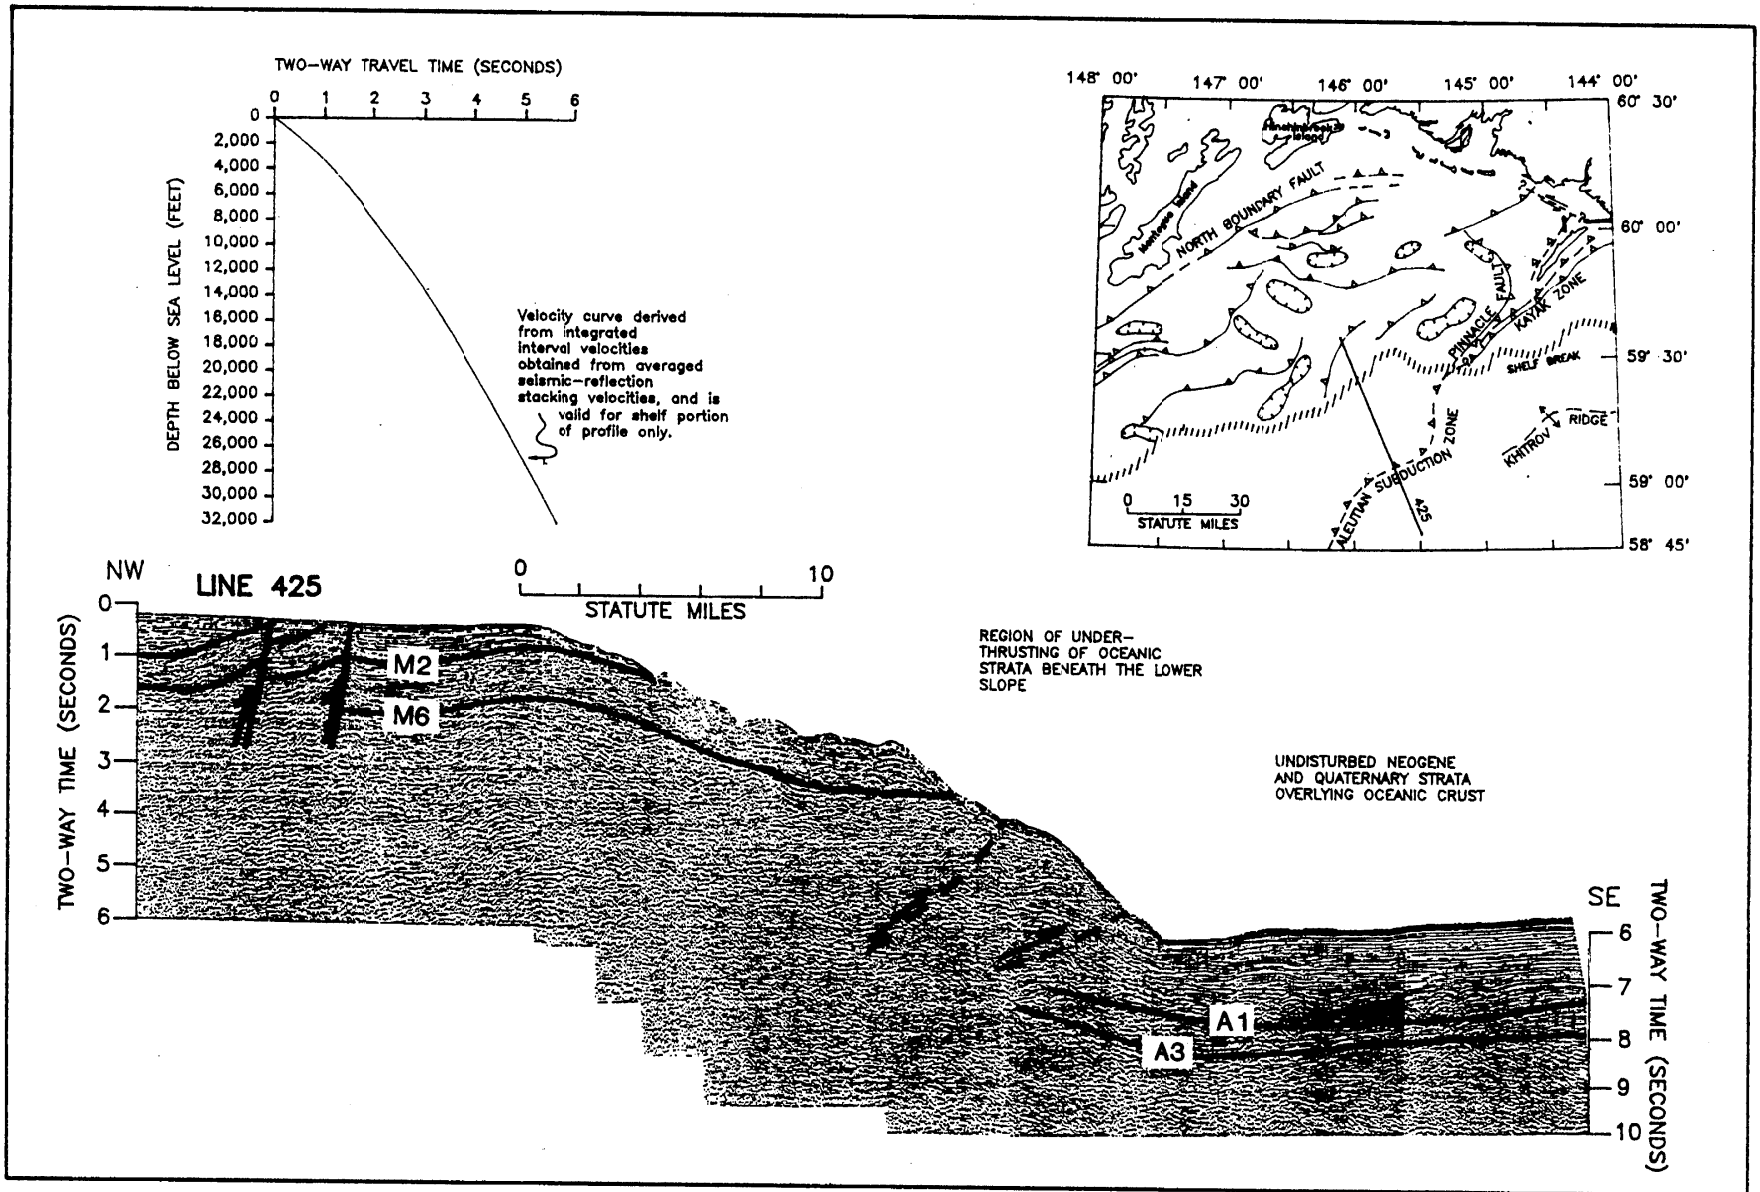 TWO-WAY TRAVEL TIME (SECONDS)
0 1 2 3 4 5 6
DEPTH BELOW SEA LEVEL (FEET)
0
2,000
4,000
6,000
8,000
10,000
12,000
14,000
16,000
18,000
20,000
22,000
24,000
26,000
28,000
30,000
32,000
Velocity curve derived
from integrated
interval velocities
obtained from averaged
seismic-reflection
stacking velocities, and is
valid for shelf portion
of profile only.
148° 00' 147° 00' 146° 00' 145° 00' 144° 00'
60° 30'
60° 00'
59° 30'
59° 00'
58° 45'
Hinchinbrook
Island
Montague Island
NORTH BOUNDARY FAULT
PINNACLE FAULT
KAYAK ZONE
SHELF BREAK
KHITROV RIDGE
ALEUTIAN SUBDUCTION ZONE
425
0 15 30
STATUTE MILES
NW
LINE 425
0 10
STATUTE MILES
TWO-WAY TIME (SECONDS)
0
1
2
3
4
5
6
M2
M6
REGION OF UNDER-
THRUSTING OF OCEANIC
STRATA BENEATH THE LOWER
SLOPE
UNDISTURBED NEOGENE
AND QUATERNARY STRATA
OVERLYING OCEANIC CRUST
A1
A3
SE
6
7
8
9
10
TWO-WAY TIME (SECONDS)